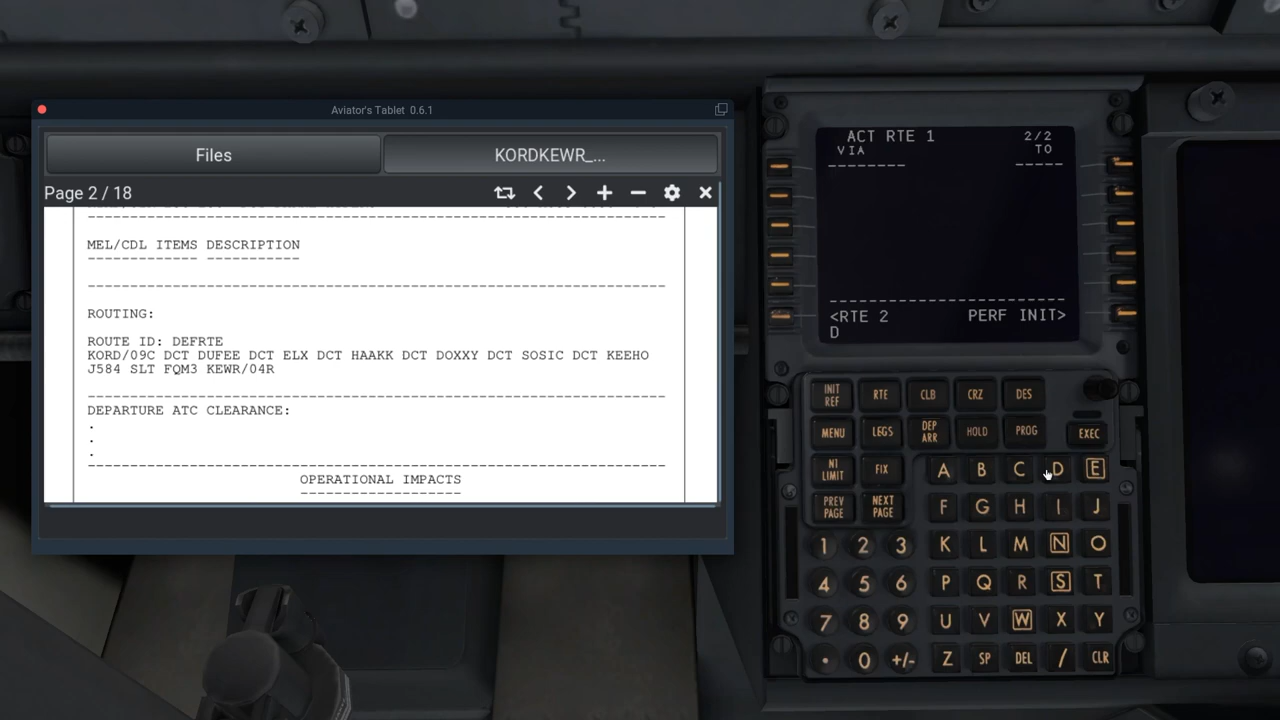 Aviator's Tablet 0.6.1
Files
KORDKEWR_...
Page 2 / 18
MEL/CDL ITEMS DESCRIPTION
ROUTING:
ROUTE ID: DEFRTE
KORD/09C DCT DUFEE DCT ELX DCT HAAKK DCT DOXXY DCT SOSIC DCT KEEHO
J584 SLT FQM3 KEWR/04R
DEPARTURE ATC CLEARANCE:
.
.
.
OPERATIONAL IMPACTS
ACT RTE 1 2/2
VIA TO
-------- -----
<RTE 2 PERF INIT>
D
INIT REF RTE CLB CRZ DES
MENU LEGS DEP ARR HOLD PROG EXEC
N1 LIMIT FIX A B C D E
PREV PAGE NEXT PAGE F G H I J
1 2 3 K L M N O
4 5 6 P Q R S T
7 8 9 U V W X Y
. 0 +/- Z SP DEL / CLR